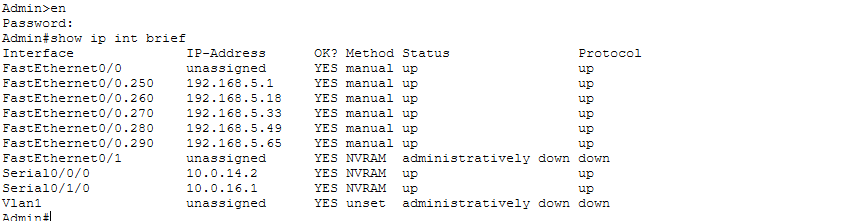 Admin>en
Password:
Admin#show ip int brief
Interface IP-Address OK? Method Status Protocol
FastEthernet0/0 unassigned YES manual up up
FastEthernet0/0.250 192.168.5.1 YES manual up up
FastEthernet0/0.260 192.168.5.18 YES manual up up
FastEthernet0/0.270 192.168.5.33 YES manual up up
FastEthernet0/0.280 192.168.5.49 YES manual up up
FastEthernet0/0.290 192.168.5.65 YES manual up up
FastEthernet0/1 unassigned YES NVRAM administratively down down
Serial0/0/0 10.0.14.2 YES NVRAM up up
Serial0/1/0 10.0.16.1 YES NVRAM up up
Vlan1 unassigned YES unset administratively down down
Admin#